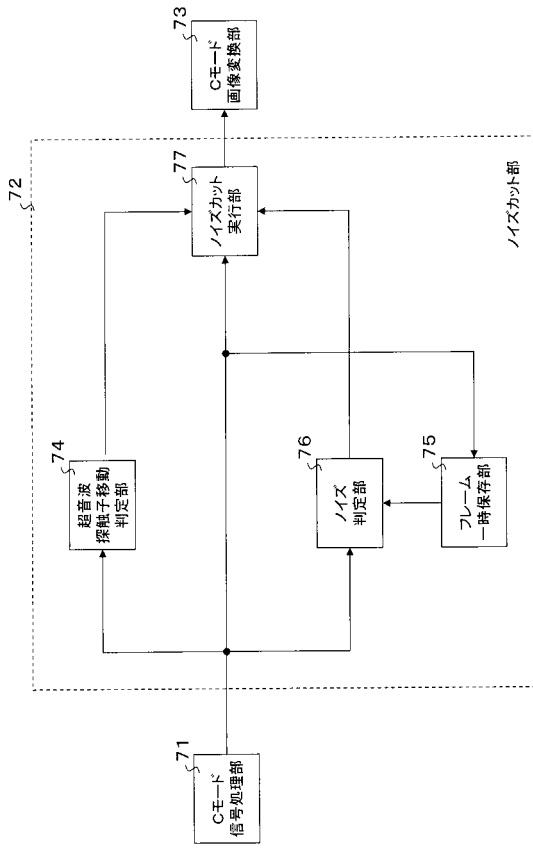 71
Cモード
信号処理部
72
74
超音波
探触子移動
判定部
76
ノイズ
判定部
75
フレーム
一時保存部
77
ノイズカット
実行部
ノイズカット部
73
Cモード
画像変換部